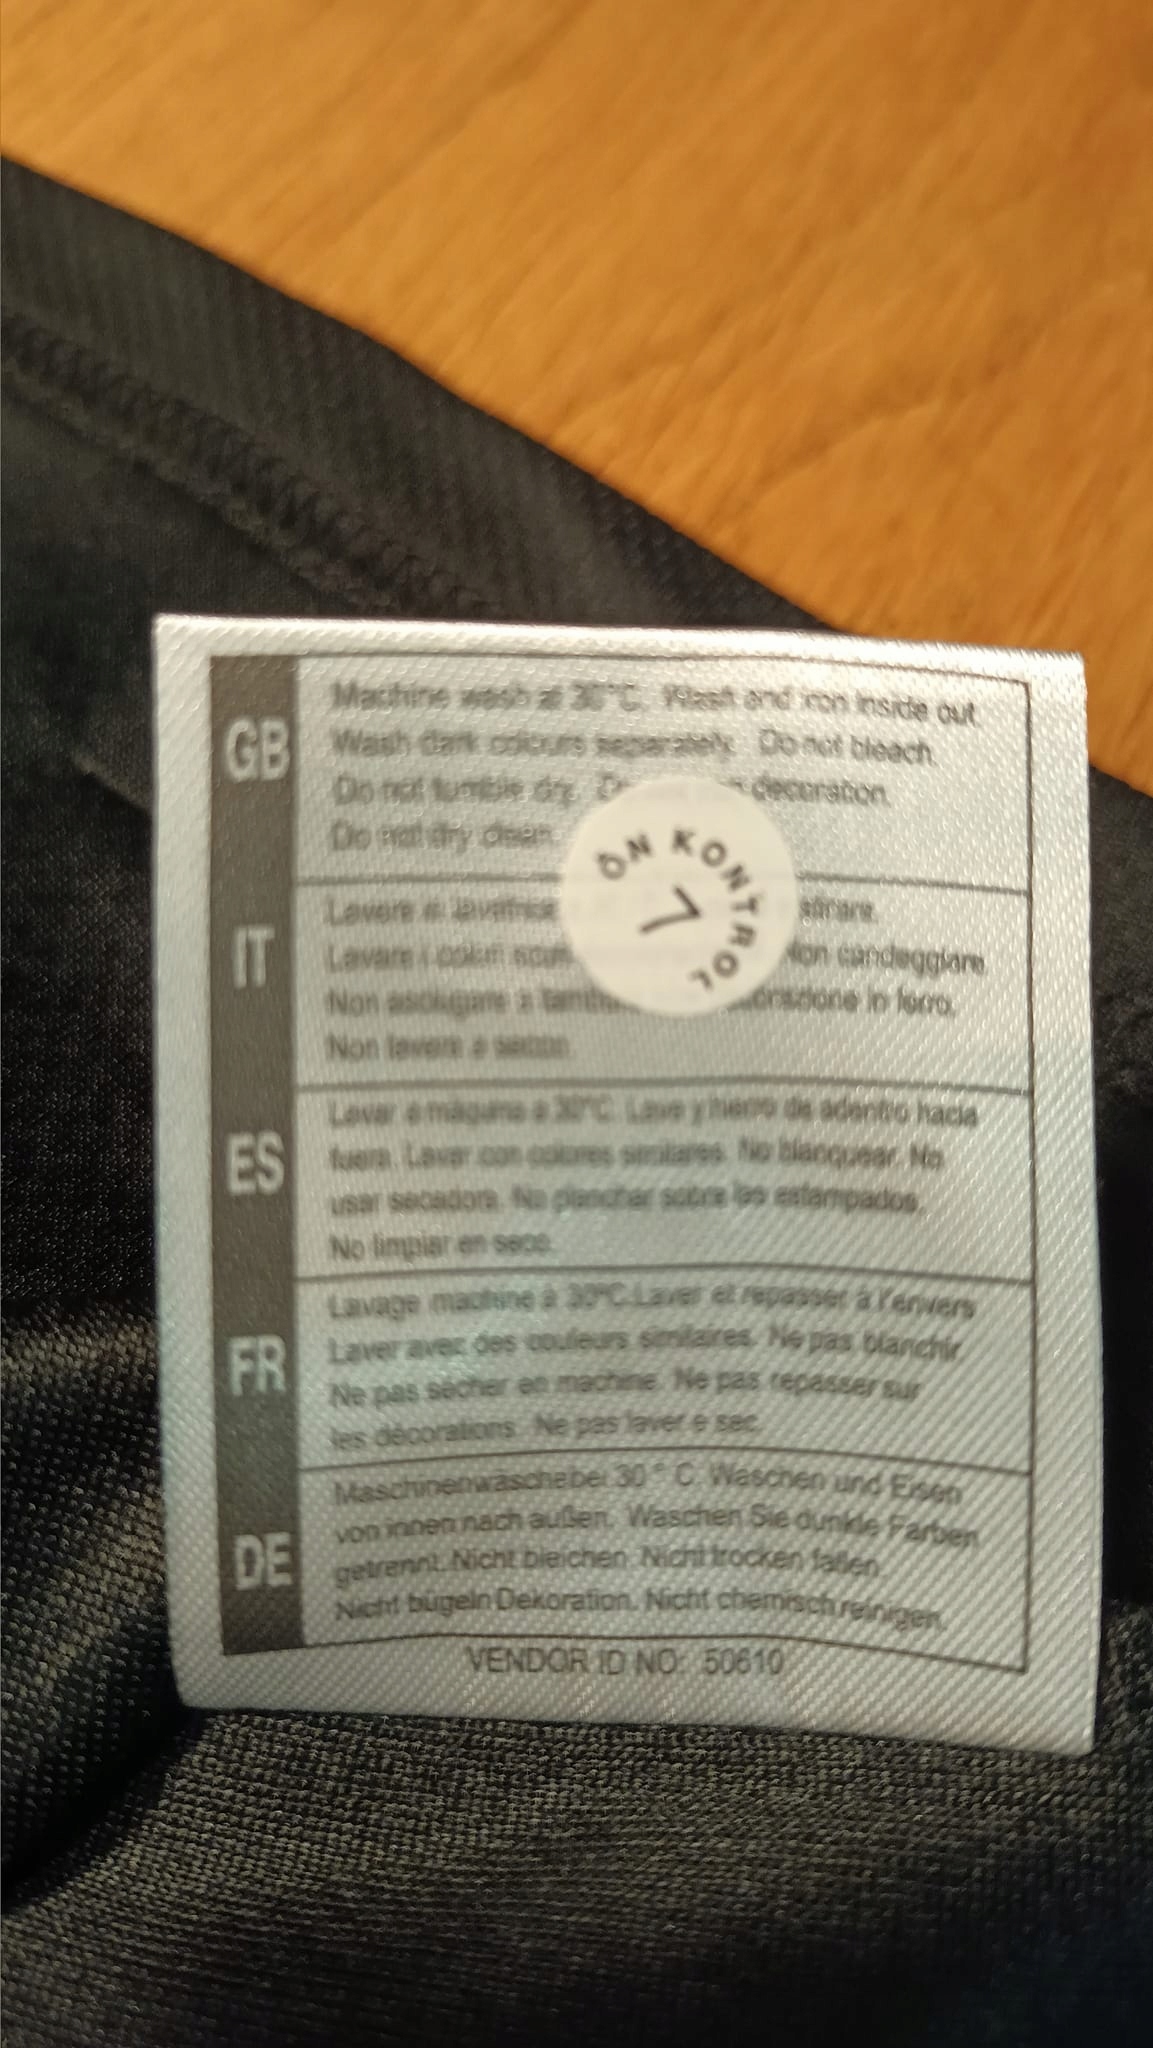 GB
Machine wash at 30°C. Wash and iron inside out.
Wash dark colours separately. Do not bleach.
Do not tumble dry. decoration.
Do not dry clean.
ÖN KONTROL
IT
Lavare in lavatrice stirare.
Lavare i colori Non candeggiare.
Non asciugare a in ferro.
Non lavare a secco.
ES
Lavar a máquina a 30°C. Lave y hierro de adentro hacia
fuera. Lavar con colores similares. No blanquear. No
usar secadora. No planchar sobre las estampados.
No limpiar en seco.
FR
Lavage machine à 30°C.Laver et repasser à l'envers
Laver avec des couleurs similaires. Ne pas blanchir.
Ne pas sécher en machine. Ne pas repasser sur
les décorations. Ne pas laver e sec.
DE
Maschinenwäsche bei 30 ° C. Waschen und Eisen
von innen nach außen. Waschen Sie dunkle Farben
getrennt. Nicht bleichen. Nicht trocken fallen.
Nicht bügeln Dekoration. Nicht chemisch reinigen.
VENDOR ID NO: 50610